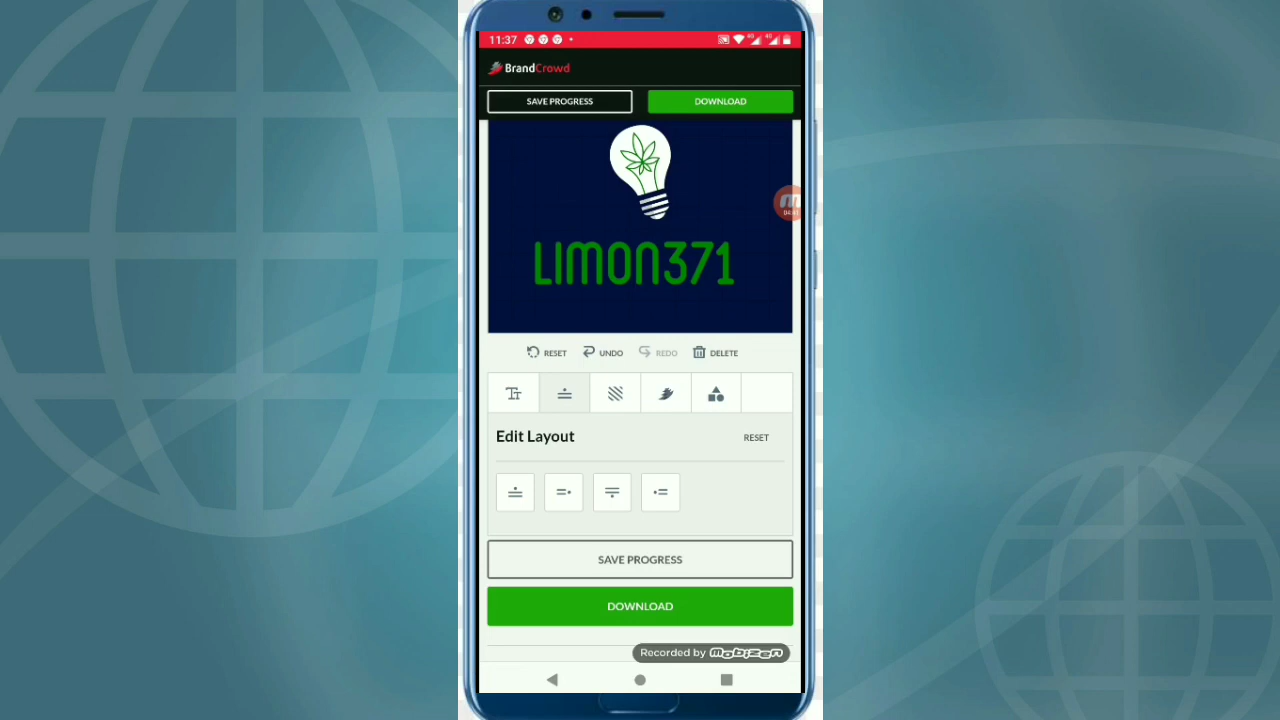 11:37
BrandCrowd
SAVE PROGRESS
DOWNLOAD
LIMON371
RESET
UNDO
REDO
DELETE
Edit Layout
RESET
SAVE PROGRESS
DOWNLOAD
Recorded by mobizen